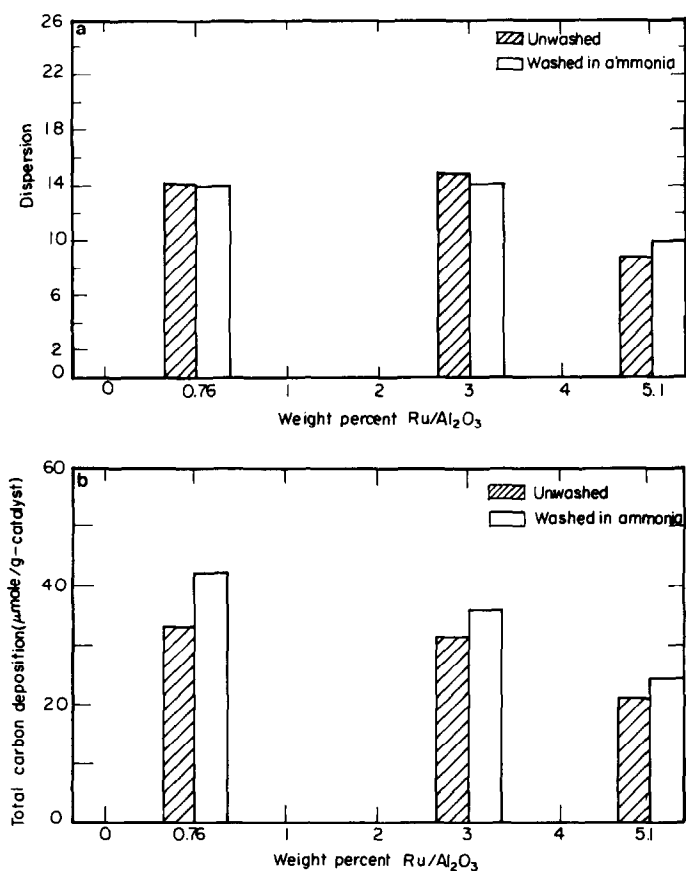 a
26
22
18
14
10
6
2
0
Dispersion
Unwashed
Washed in ammonia
0 0.76 1 2 3 4 5.1
Weight percent Ru/Al₂O₃
b
60
40
20
0
Total carbon deposition(μmole/g-catalyst)
Unwashed
Washed in ammonia
0 0.76 1 2 3 4 5.1
Weight percent Ru/Al₂O₃